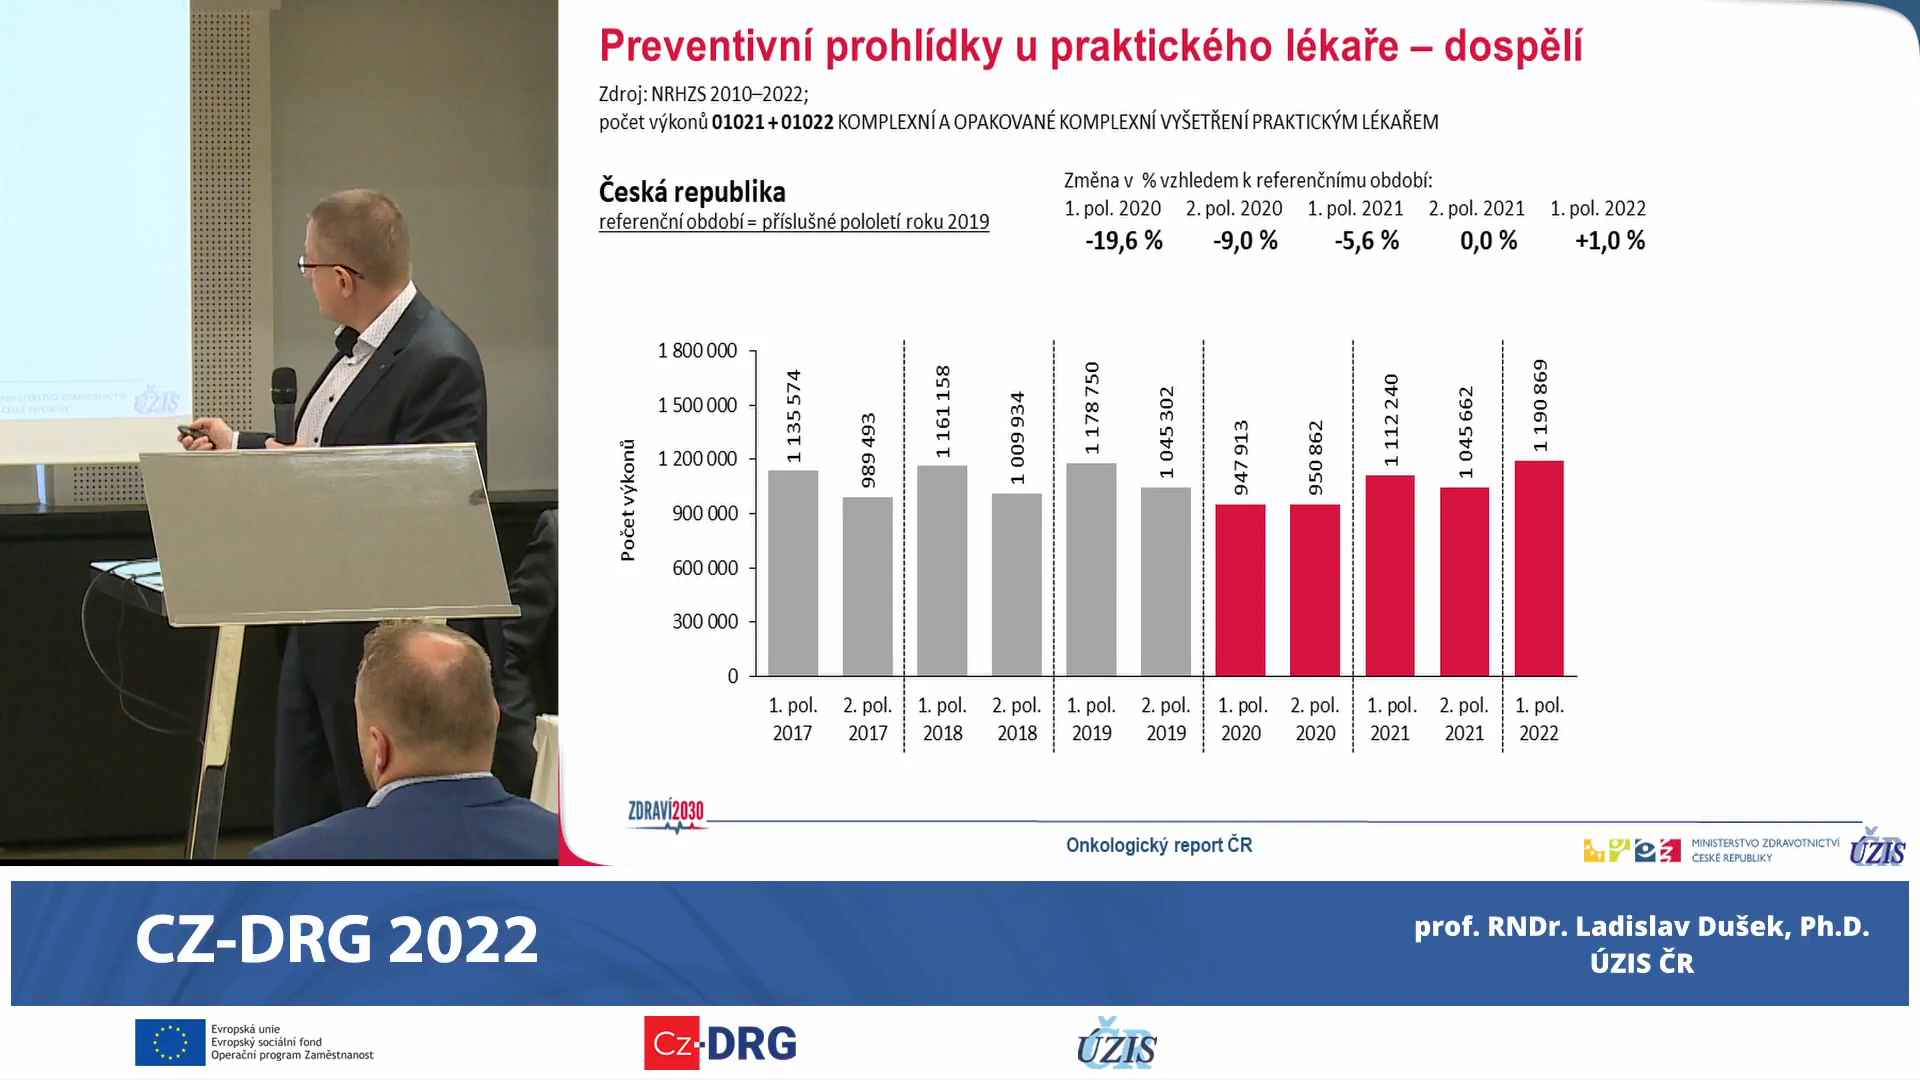 Preventivní prohlídky u praktického lékaře – dospělí
Zdroj: NRHZS 2010–2022;
počet výkonů 01021+01022 KOMPLEXNÍ A OPAKOVANÉ KOMPLEXNÍ VYŠETŘENÍ PRAKTICKÝM LÉKAŘEM
Česká republika
referenční období = příslušné pololetí roku 2019
Změna v % vzhledem k referenčnímu období:
1. pol. 2020 2. pol. 2020 1. pol. 2021 2. pol. 2021 1. pol. 2022
-19,6 % -9,0 % -5,6 % 0,0 % +1,0 %
Počet výkonů
1 800 000
1 500 000
1 200 000
900 000
600 000
300 000
0
1 135 574
989 493
1 161 158
1 009 934
1 178 750
1 045 302
947 913
950 862
1 112 240
1 045 662
1 190 869
1. pol. 2. pol. 1. pol. 2. pol. 1. pol. 2. pol. 1. pol. 2. pol. 1. pol. 2. pol. 1. pol.
2017 2017 2018 2018 2019 2019 2020 2020 2021 2021 2022
ZDRAVÍ2030
Onkologický report ČR
MINISTERSTVO ZDRAVOTNICTVÍ
ČESKÉ REPUBLIKY
ÚZIS
MINISTERSTVO ZDRAVOTNICTVÍ
ČESKÉ REPUBLIKY
ÚZIS
CZ-DRG 2022
prof. RNDr. Ladislav Dušek, Ph.D.
ÚZIS ČR
Evropská unie
Evropský sociální fond
Operační program Zaměstnanost
Cz-DRG
ÚZIS ČR